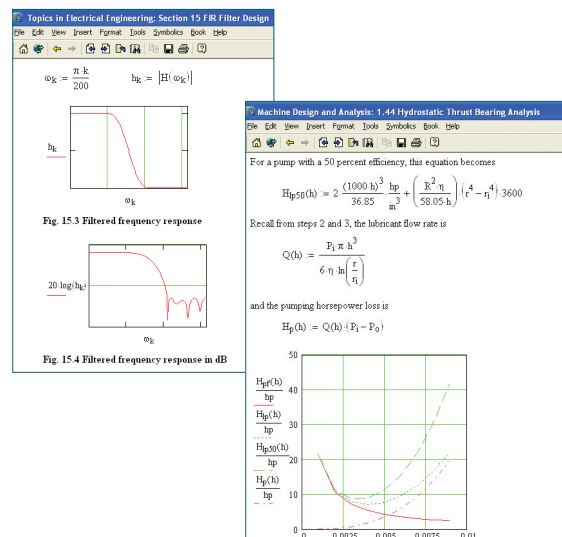 Topics in Electrical Engineering: Section 15 FIR Filter Design
File Edit View Insert Format Tools Symbolics Book Help
ωk := π·k / 200    hk := |H(ωk)|
hk
ωk
Fig. 15.3 Filtered frequency response
20·log(hk)
ωk
Fig. 15.4 Filtered frequency response in dB
Machine Design and Analysis: 1.44 Hydrostatic Thrust Bearing Analysis
File Edit View Insert Format Tools Symbolics Book Help
For a pump with a 50 percent efficiency, this equation becomes
Hlp50(h) := 2·(1000·h)³/36.85·hp/in³ + (R²·η/58.05·h)·(r⁴ − ri⁴)·3600
Recall from steps 2 and 3, the lubricant flow rate is
Q(h) := Pi·π·h³ / 6·η·ln(r/ri)
and the pumping horsepower loss is
Hp(h) := Q(h)·(Pi − Po)
50
Hpf(h)
hp
40
Hlp(h)
hp
30
Hlp50(h)
hp
20
Hp(h)
hp
10
0
0 0.0025 0.005 0.0075 0.01